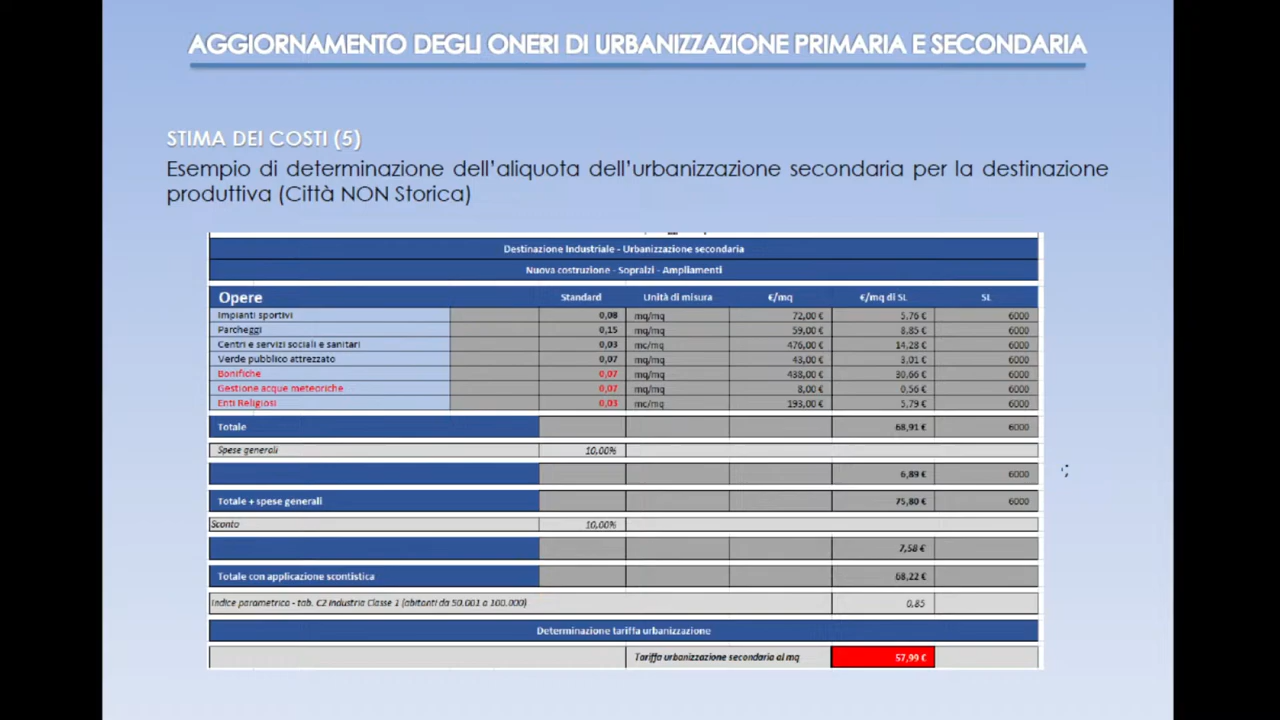 AGGIORNAMENTO DEGLI ONERI DI URBANIZZAZIONE PRIMARIA E SECONDARIA
STIMA DEI COSTI (5)
Esempio di determinazione dell'aliquota dell'urbanizzazione secondaria per la destinazione
produttiva (Città NON Storica)
Destinazione Industriale - Urbanizzazione secondaria
Nuova costruzione - Sopralzi - Ampliamenti
Opere Standard Unità di misura €/mq €/mq di SL SL
Impianti sportivi 0,08 mq/mq 72,00 € 5,76 € 6000
Parcheggi 0,15 mq/mq 59,00 € 8,85 € 6000
Centri e servizi sociali e sanitari 0,03 mc/mq 476,00 € 14,28 € 6000
Verde pubblico attrezzato 0,07 mq/mq 43,00 € 3,01 € 6000
Bonifiche 0,07 mq/mq 438,00 € 30,66 € 6000
Gestione acque meteoriche 0,07 mq/mq 8,00 € 0,56 € 6000
Enti Religiosi 0,03 mc/mq 193,00 € 5,79 € 6000
Totale 68,91 € 6000
Spese generali 10,00%
6,89 € 6000
Totale + spese generali 75,80 € 6000
Sconto 10,00%
7,58 €
Totale con applicazione scontistica 68,22 €
Indice parametrico - tab. C2 Industria Classe 1 (abitanti da 50.001 a 100.000) 0,85
Determinazione tariffa urbanizzazione
Tariffa urbanizzazione secondaria al mq 57,99 €